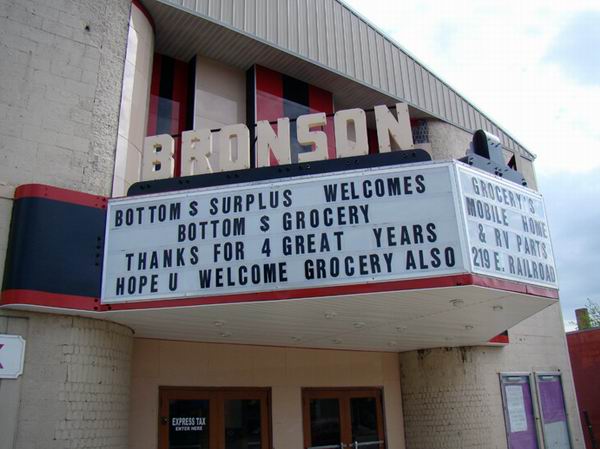 BRONSON
BOTTOM S SURPLUS WELCOMES
BOTTOM S GROCERY
THANKS FOR 4 GREAT YEARS
HOPE U WELCOME GROCERY ALSO
GROCERY'S
MOBILE HOME
& RV PARTS
219 E. RAILROAD
EXPRESS TAX
ENTER HERE